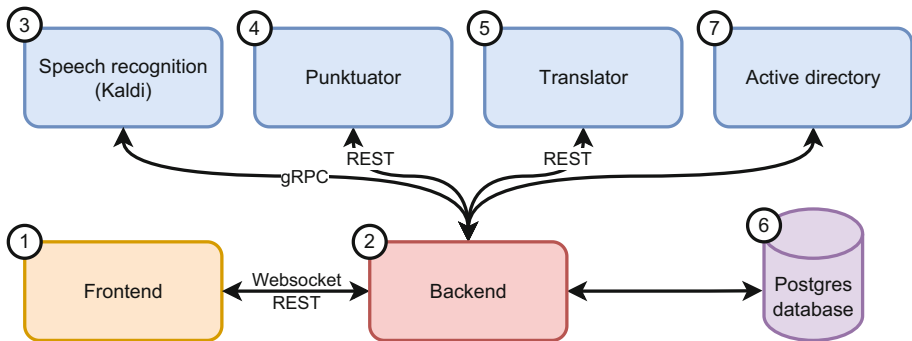 3
4
5
7
Speech recognition
(Kaldi)
Punktuator
Translator
Active directory
REST
REST
gRPC
1
2
6
Frontend
Websocket
REST
Backend
Postgres
database